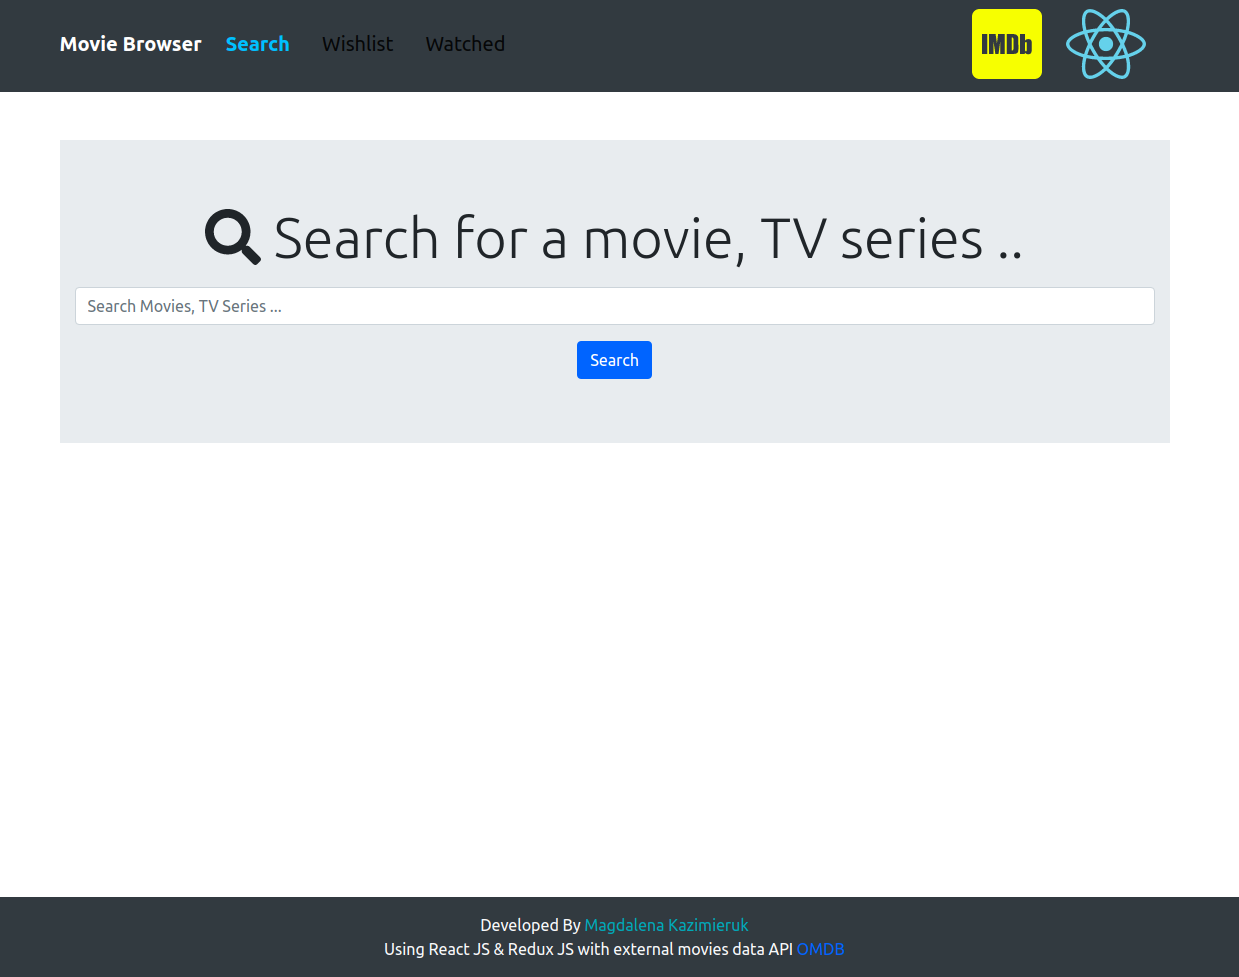 Movie Browser Search Wishlist Watched IMDb
Search for a movie, TV series ..
Search Movies, TV Series ...
Search
Developed By Magdalena Kazimieruk
Using React JS & Redux JS with external movies data API OMDB